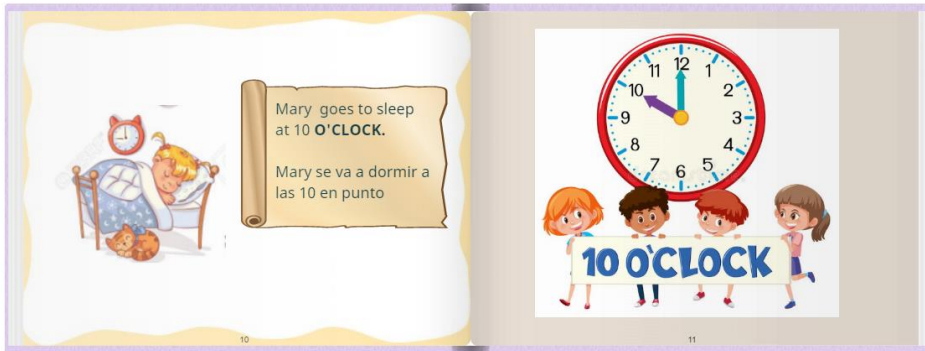 Mary goes to sleep
at 10 O'CLOCK.
Mary se va a dormir a
las 10 en punto
10
11 12 1
10 2
9 3
8 4
7 6 5
10 O'CLOCK
11